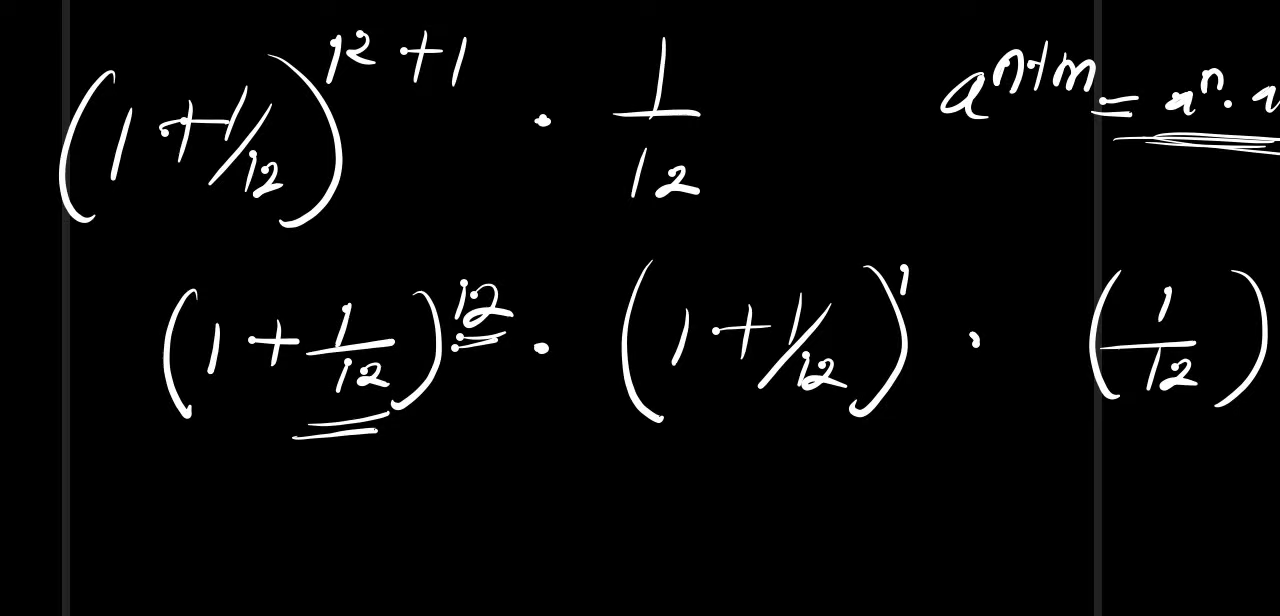 (1 + 1/12)^12 + 1 · 1/12 a^n+m = a^n · a
(1 + 1/12)^12 · (1 + 1/12)^1 · (1/12)